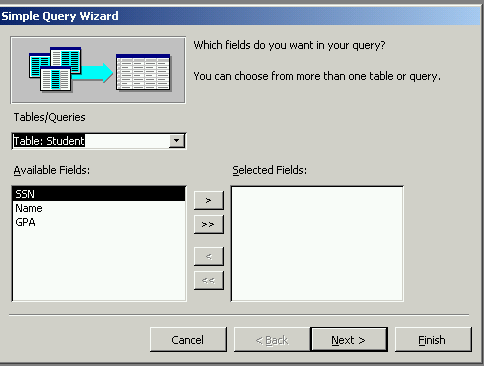 Simple Query Wizard
Which fields do you want in your query?
You can choose from more than one table or query.
Tables/Queries
Table: Student
Available Fields:
Selected Fields:
SSN
Name
GPA
>
>>
<
<<
Cancel
< Back
Next >
Finish